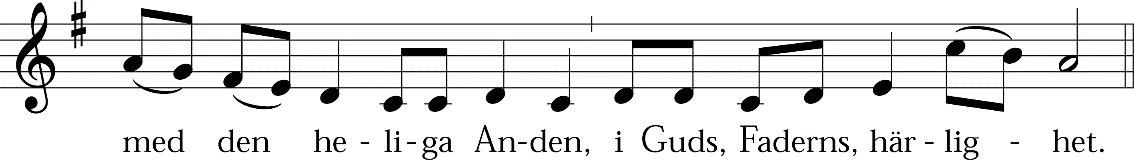 med den he - li - ga An - den, i Guds, Faderns, här - lig - het.